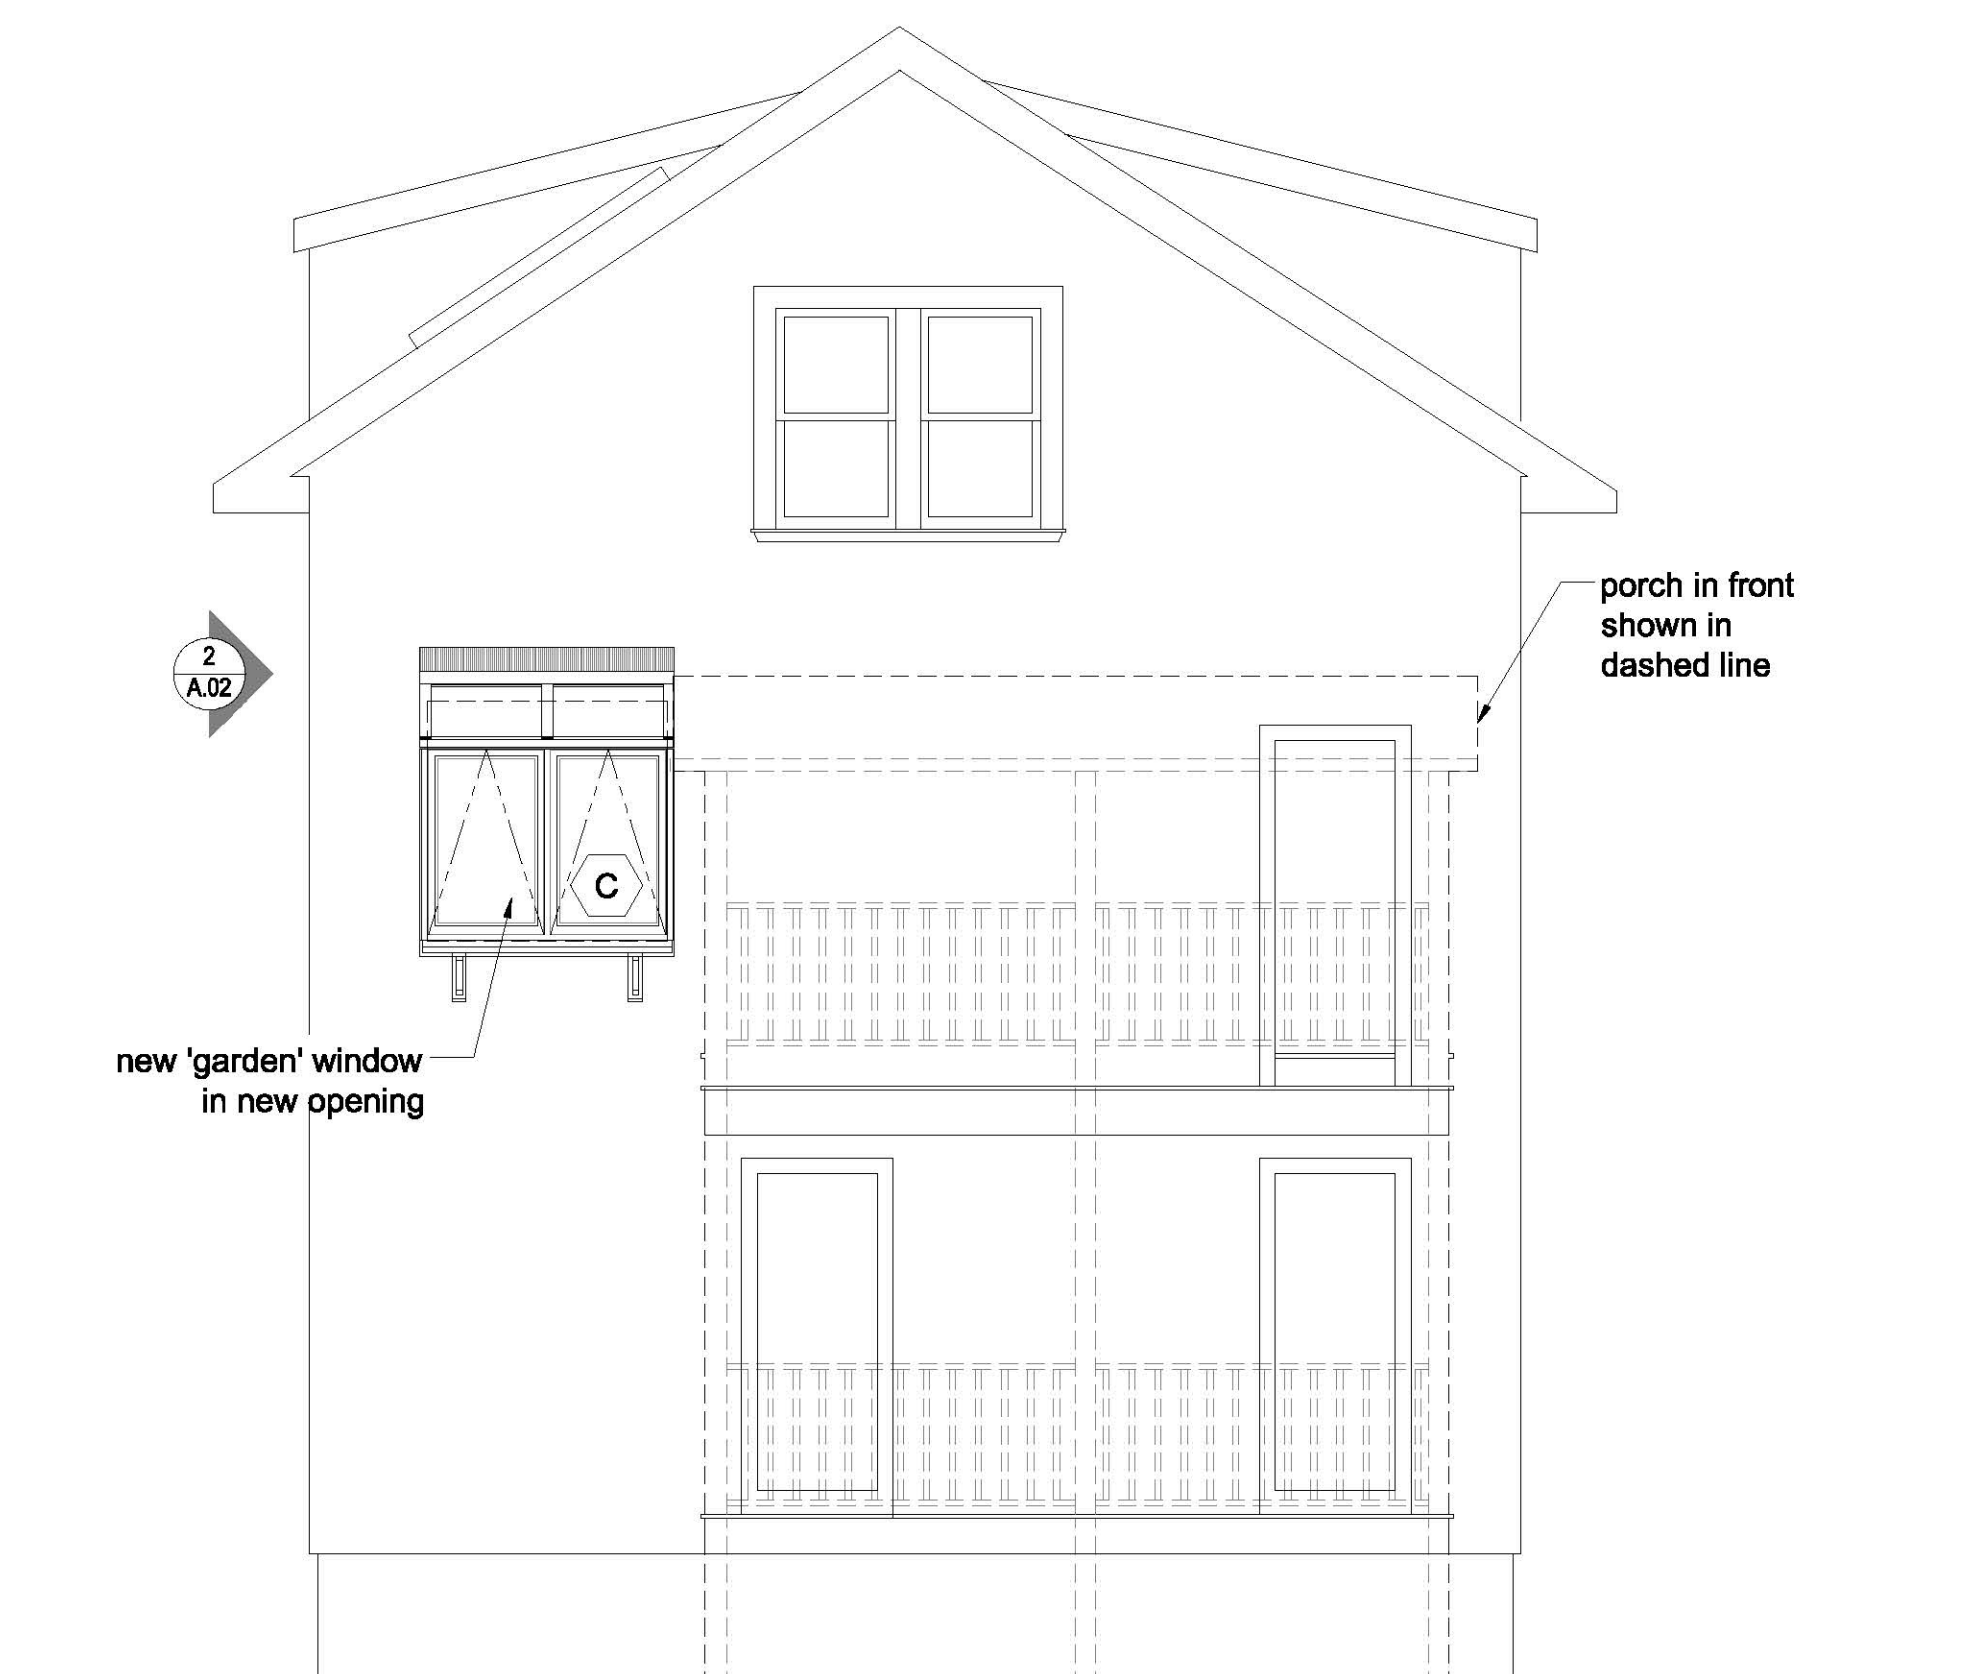 porch in front
shown in
dashed line
2
A.02
C
new 'garden' window
in new opening